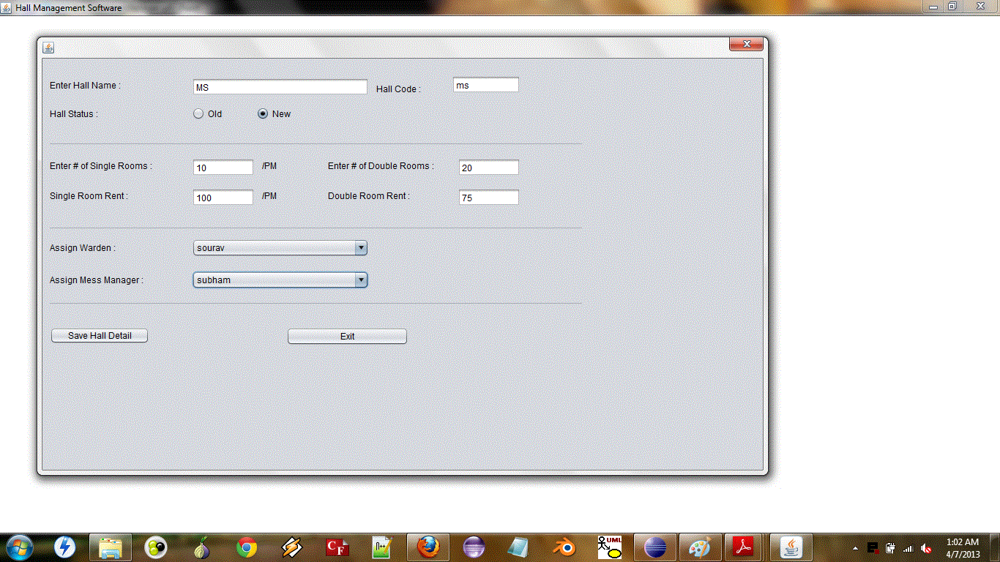 Hall Management Software
Enter Hall Name : MS Hall Code : ms
Hall Status : Old New
Enter # of Single Rooms : 10 /PM Enter # of Double Rooms : 20
Single Room Rent : 100 /PM Double Room Rent : 75
Assign Warden : sourav
Assign Mess Manager : subham
Save Hall Detail Exit
CF n++ UML
1:02 AM
4/7/2013